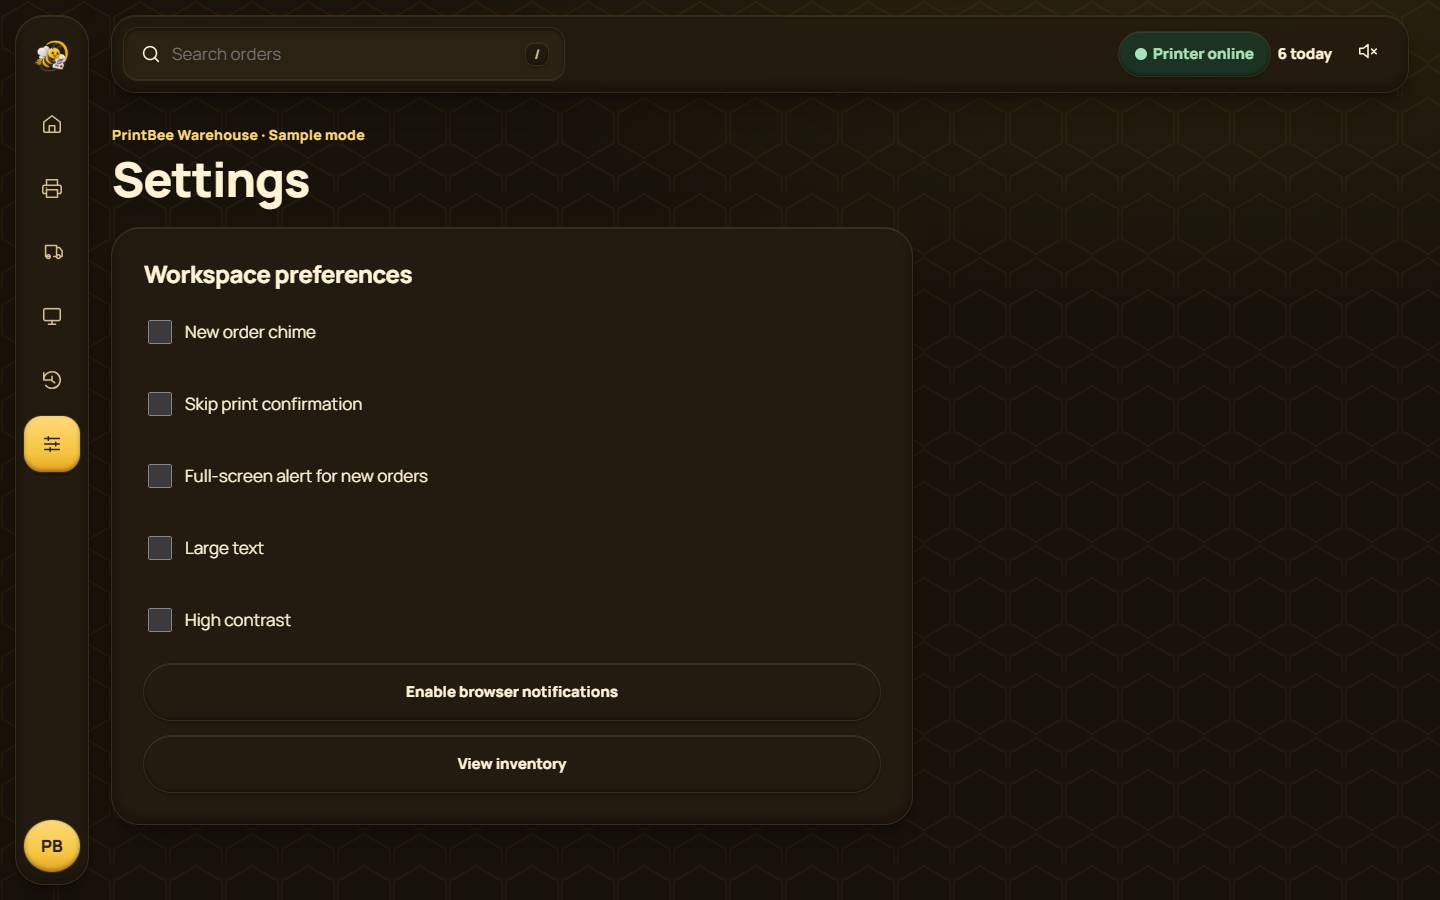 Search orders /
Printer online
6 today
PrintBee Warehouse · Sample mode
Settings
Workspace preferences
New order chime
Skip print confirmation
Full-screen alert for new orders
Large text
High contrast
Enable browser notifications
View inventory
PB